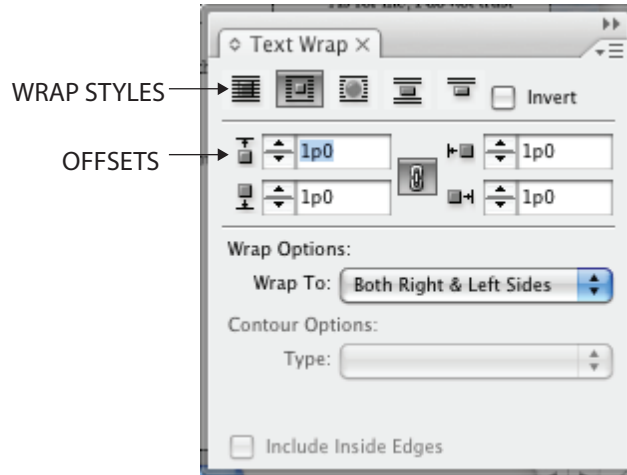 Text Wrap
WRAP STYLES
Invert
OFFSETS
1p0 1p0
1p0 1p0
Wrap Options:
Wrap To: Both Right & Left Sides
Contour Options:
Type:
Include Inside Edges